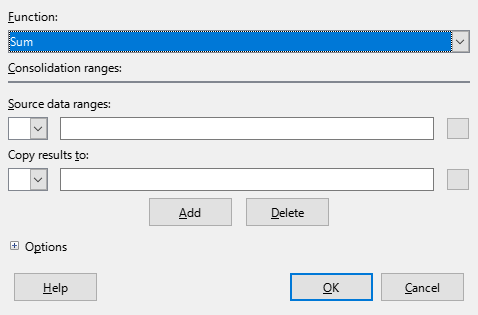 Function:
Sum
Consolidation ranges:
Source data ranges:
Copy results to:
Add Delete
Options
Help OK Cancel